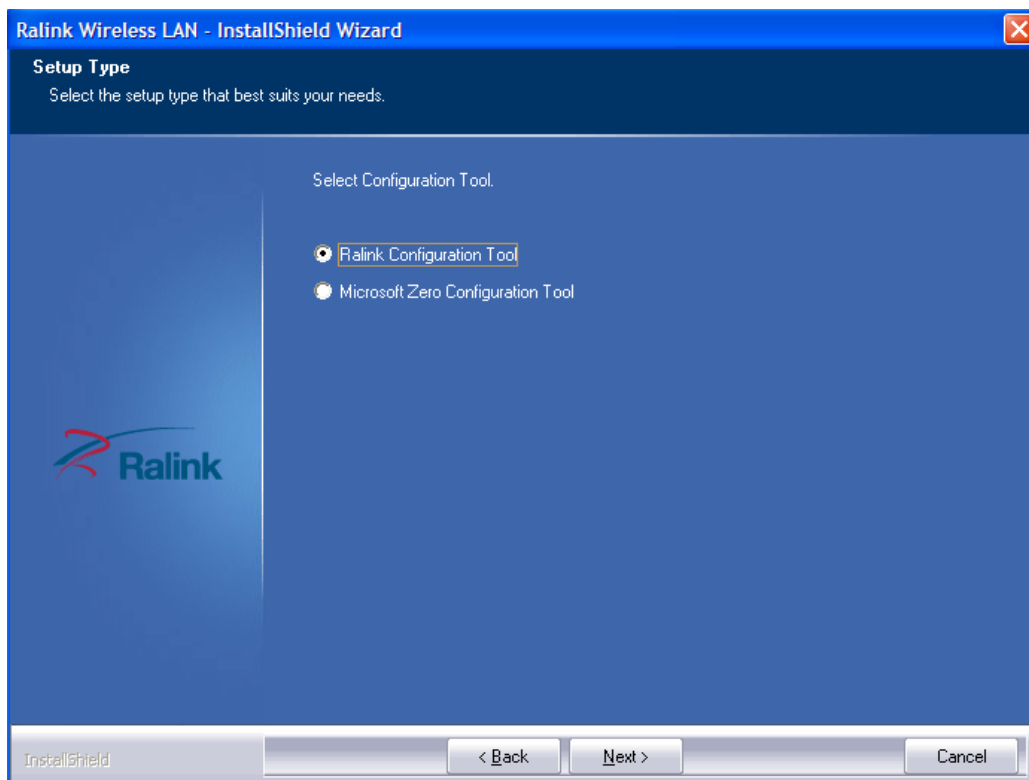 Ralink Wireless LAN - InstallShield Wizard
Setup Type
Select the setup type that best suits your needs.
Select Configuration Tool.
Ralink Configuration Tool
Microsoft Zero Configuration Tool
Ralink
InstallShield
< Back
Next >
Cancel